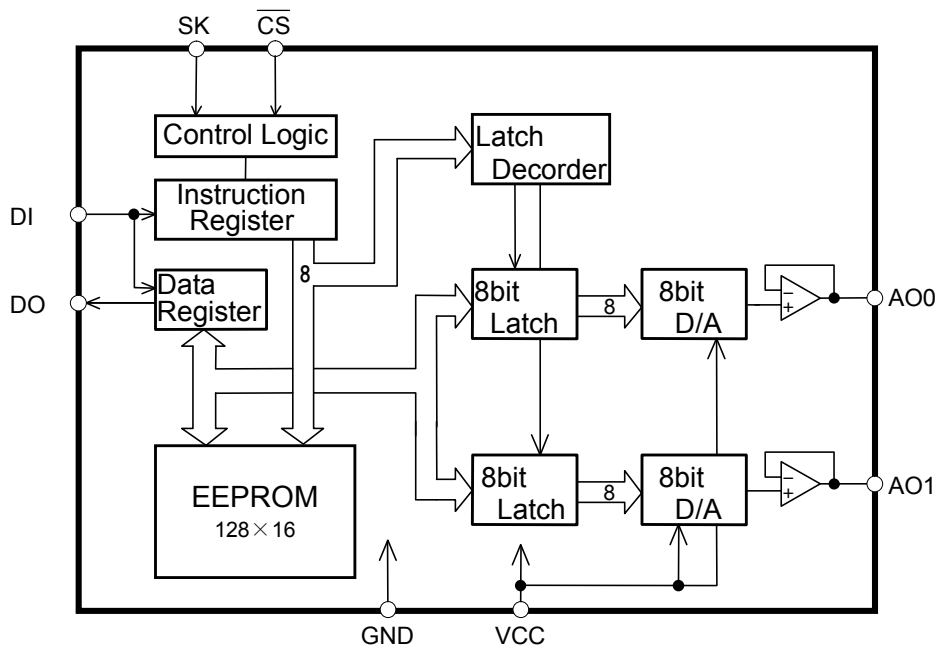 SK
C̅S̅
Control Logic
Instruction
Register
Latch
Decorder
DI
DO
Data
Register
8
8bit
Latch
8
8bit
D/A
−
+
AO0
EEPROM
128×16
8bit
Latch
8
8bit
D/A
−
+
AO1
GND
VCC